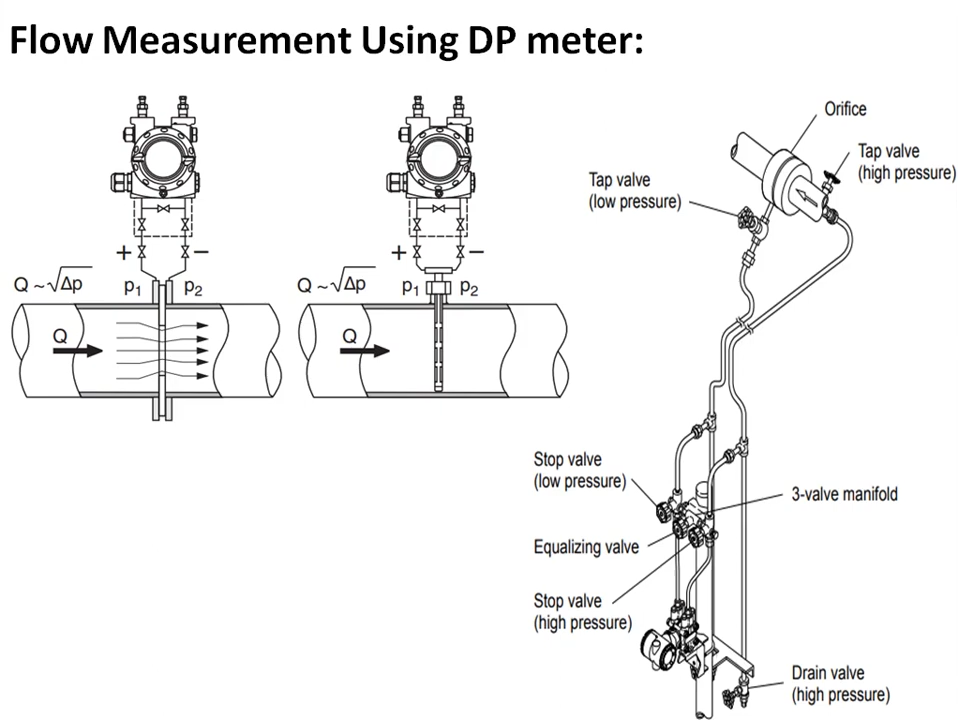 Flow Measurement Using DP meter:
Orifice
Tap valve
(high pressure)
Tap valve
(low pressure)
+ −
Q ~ √Δp
p₁ p₂
Q
+ −
Q ~ √Δp
p₁ p₂
Q
Stop valve
(low pressure)
3-valve manifold
Equalizing valve
Stop valve
(high pressure)
Drain valve
(high pressure)